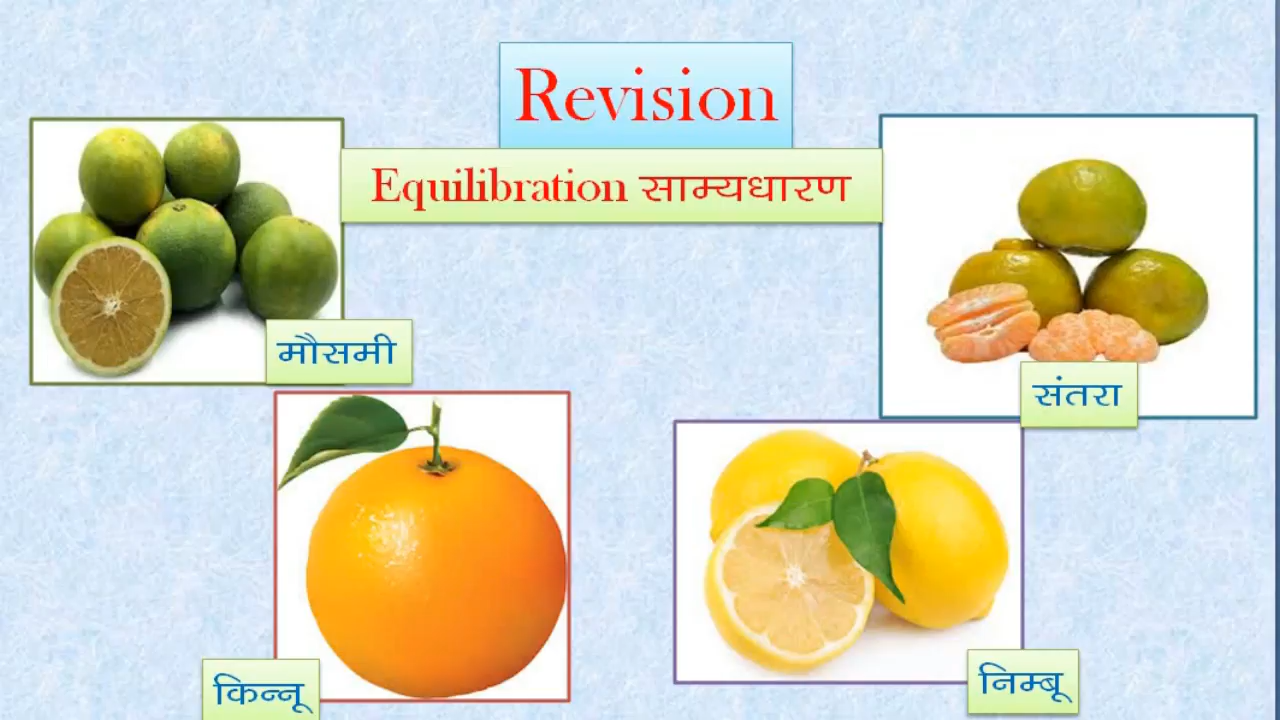 Revision
Equilibration साम्यधारण
मौसमी
संतरा
किन्नू
निम्बू